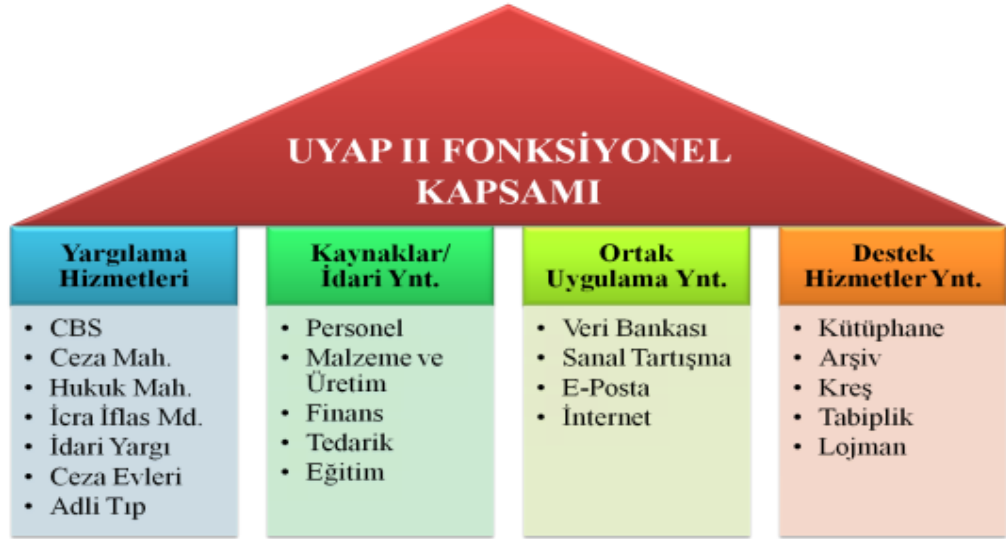 UYAP II FONKSİYONEL
KAPSAMI
Yargılama
Hizmetleri
• CBS
• Ceza Mah.
• Hukuk Mah.
• İcra İflas Md.
• İdari Yargı
• Ceza Evleri
• Adli Tıp
Kaynaklar/
İdari Ynt.
• Personel
• Malzeme ve
Üretim
• Finans
• Tedarik
• Eğitim
Ortak
Uygulama Ynt.
• Veri Bankası
• Sanal Tartışma
• E-Posta
• İnternet
Destek
Hizmetler Ynt.
• Kütüphane
• Arşiv
• Kreş
• Tabiplik
• Lojman